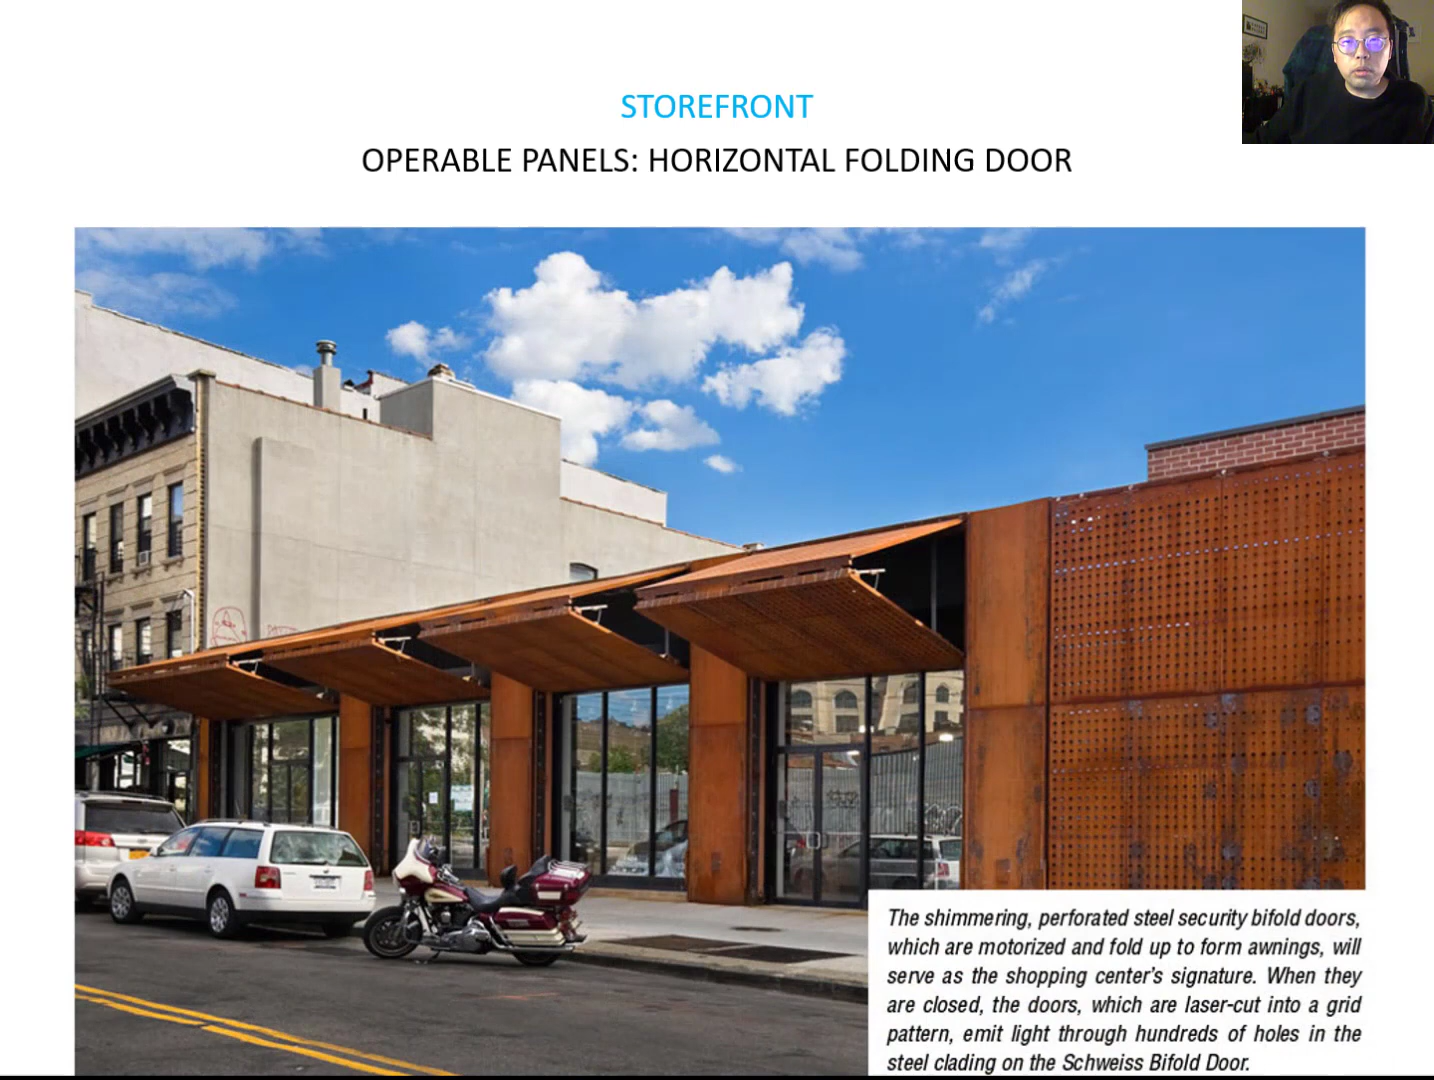 STOREFRONT
OPERABLE PANELS: HORIZONTAL FOLDING DOOR
The shimmering, perforated steel security bifold doors,
which are motorized and fold up to form awnings, will
serve as the shopping center's signature. When they
are closed, the doors, which are laser-cut into a grid
pattern, emit light through hundreds of holes in the
steel clading on the Schweiss Bifold Door.